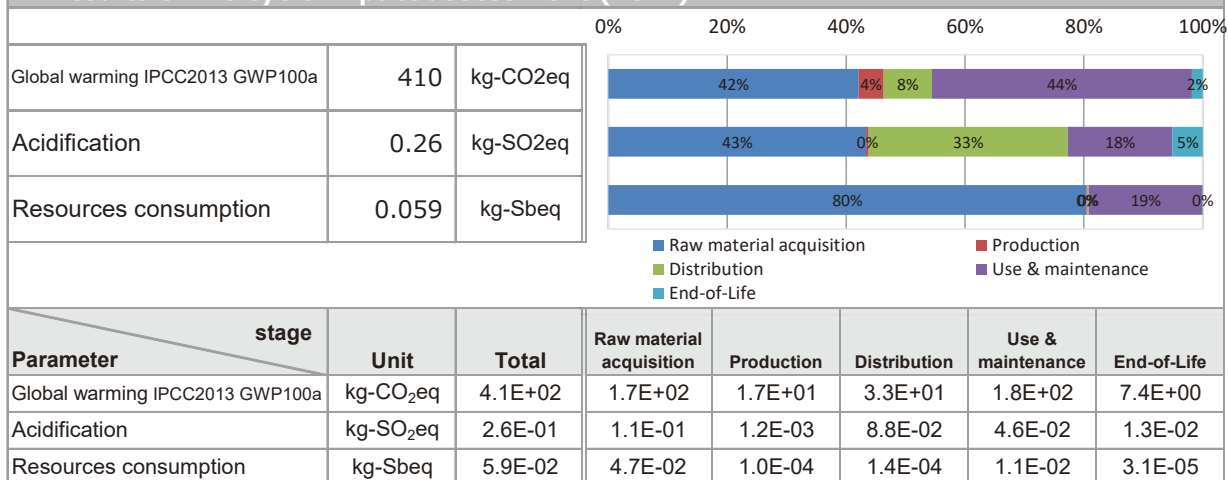 0% 20% 40% 60% 80% 100%
Global warming IPCC2013 GWP100a 410 kg-CO2eq 42% 4% 8% 44% 2%
Acidification 0.26 kg-SO2eq 43% 0% 33% 18% 5%
Resources consumption 0.059 kg-Sbeq 80% 0% 19% 0%
Raw material acquisition Production
Distribution Use & maintenance
End-of-Life
stage
Parameter Unit Total Raw material acquisition Production Distribution Use & maintenance End-of-Life
Global warming IPCC2013 GWP100a kg-CO₂eq 4.1E+02 1.7E+02 1.7E+01 3.3E+01 1.8E+02 7.4E+00
Acidification kg-SO₂eq 2.6E-01 1.1E-01 1.2E-03 8.8E-02 4.6E-02 1.3E-02
Resources consumption kg-Sbeq 5.9E-02 4.7E-02 1.0E-04 1.4E-04 1.1E-02 3.1E-05